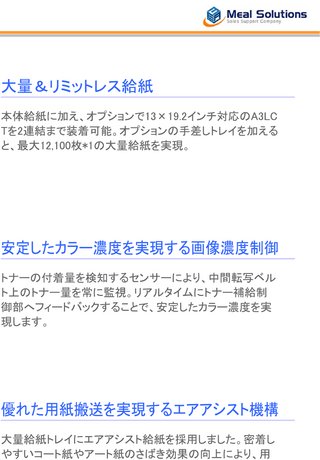 Meal Solutions
Sales Support Company
大量＆リミットレス給紙
本体給紙に加え、オプションで13×19.2インチ対応のA3LC
Tを2連結まで装着可能。オプションの手差しトレイを加える
と、最大12,100枚*1の大量給紙を実現。
安定したカラー濃度を実現する画像濃度制御
トナーの付着量を検知するセンサーにより、中間転写ベル
ト上のトナー量を常に監視。リアルタイムにトナー補給制
御部へフィードバックすることで、安定したカラー濃度を実
現します。
優れた用紙搬送を実現するエアアシスト機構
大量給紙トレイにエアアシスト給紙を採用しました。密着し
やすいコート紙やアート紙のさばき効果の向上により、用